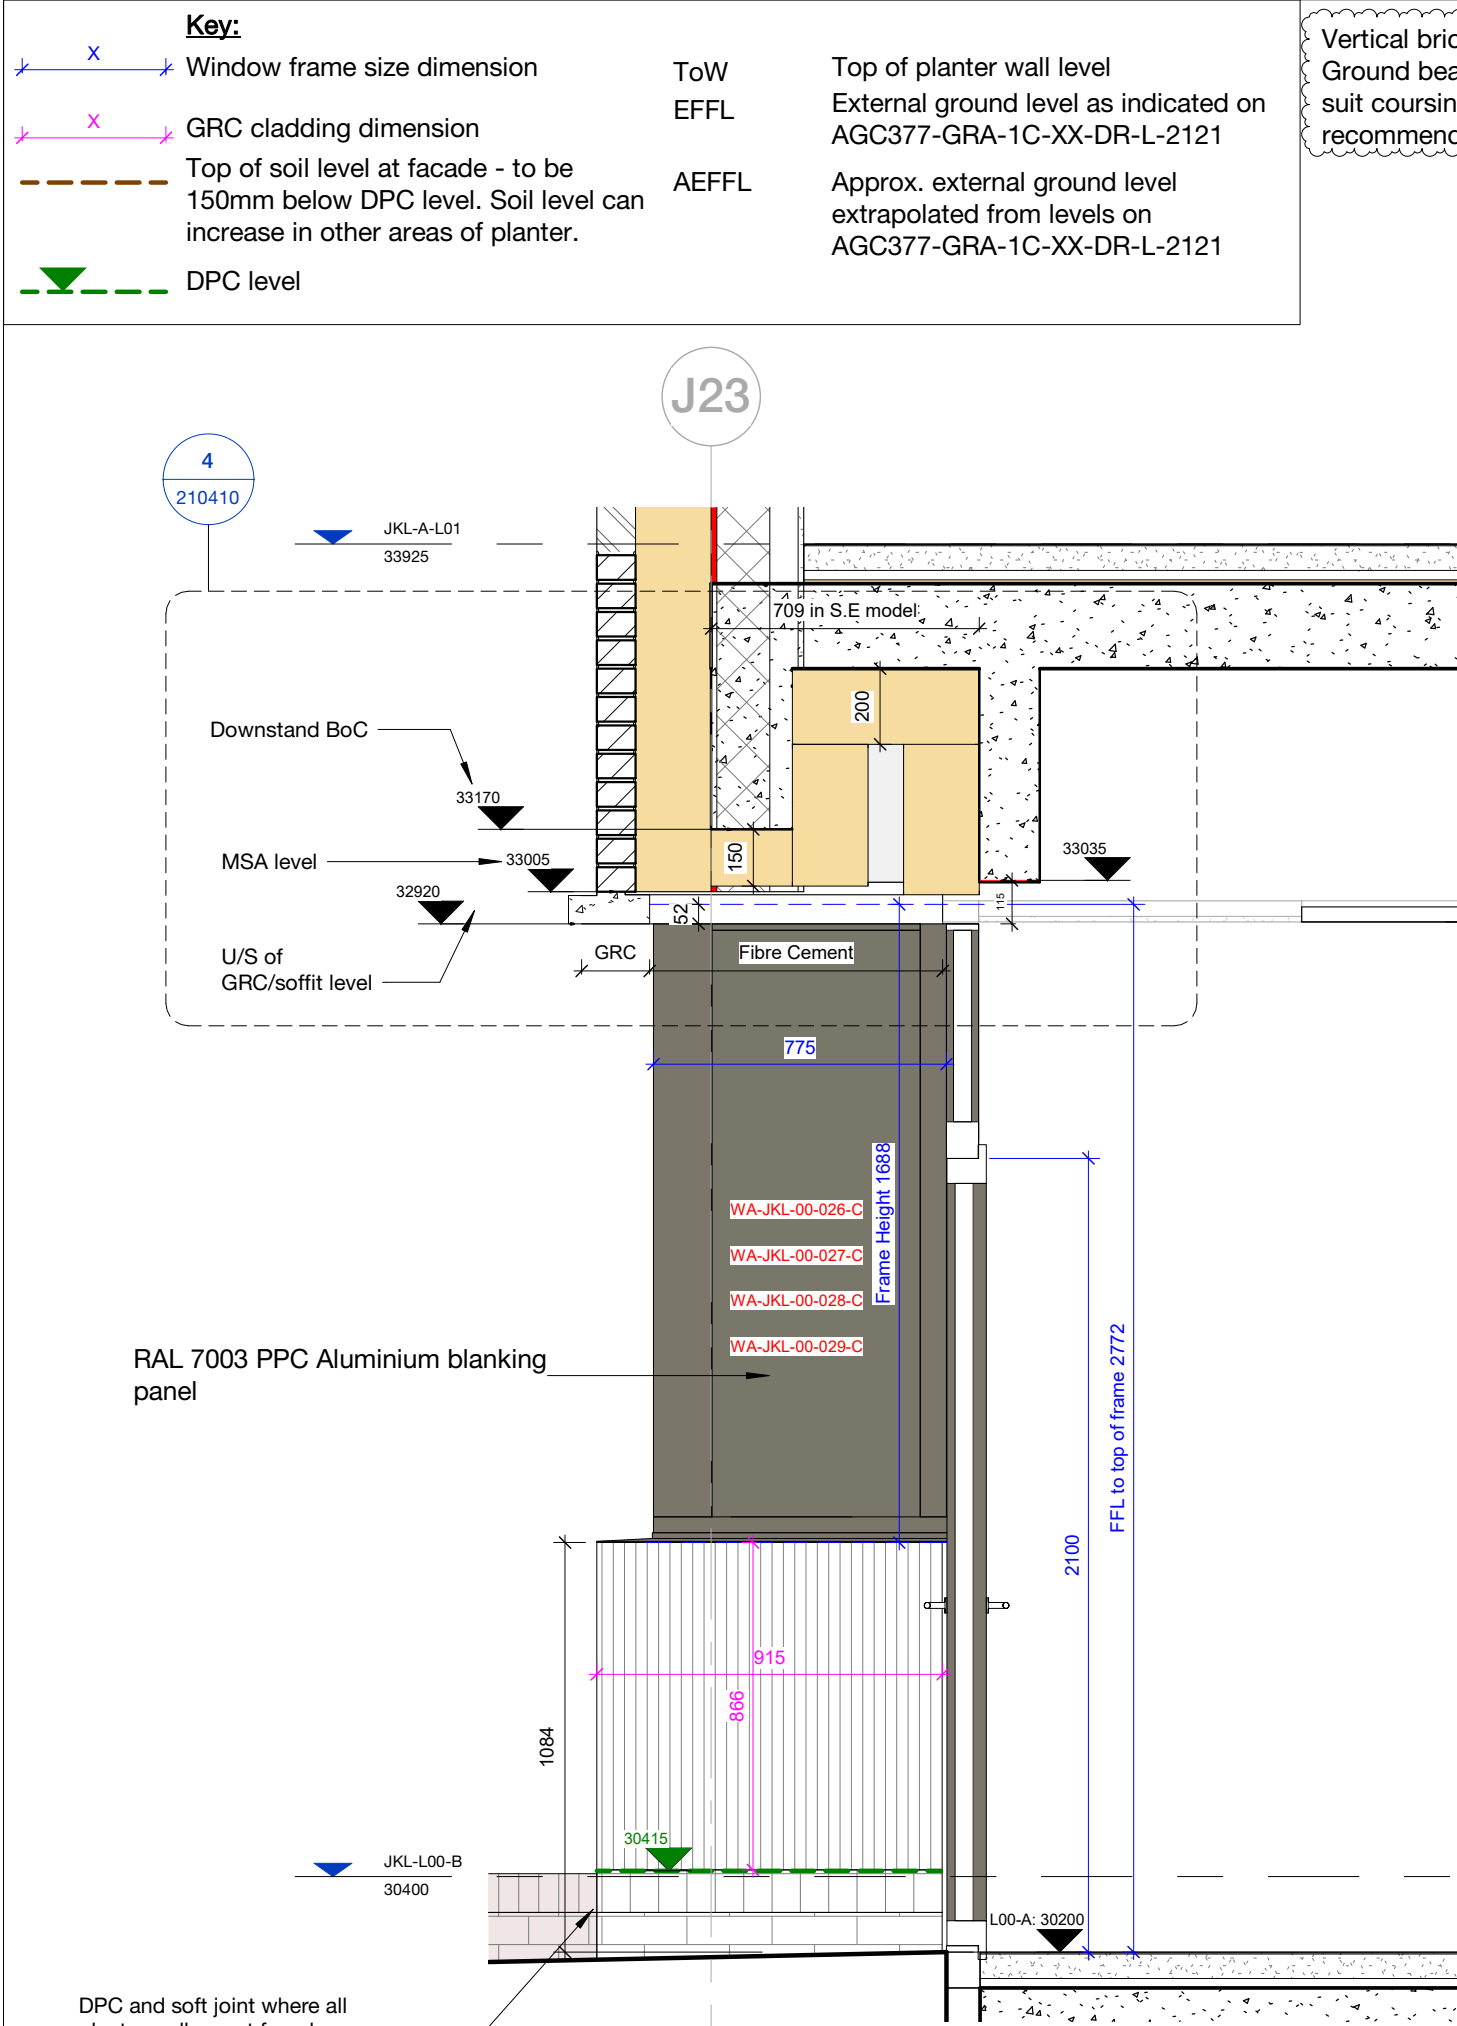 Key:
X
Window frame size dimension
X
GRC cladding dimension
Top of soil level at facade - to be
150mm below DPC level. Soil level can
increase in other areas of planter.
DPC level
ToW
Top of planter wall level
EFFL
External ground level as indicated on
AGC377-GRA-1C-XX-DR-L-2121
AEFFL
Approx. external ground level
extrapolated from levels on
AGC377-GRA-1C-XX-DR-L-2121
Vertical bric
Ground bea
suit coursin
recommend
J23
4
210410
JKL-A-L01
33925
709 in S.E model
200
Downstand BoC
33170
150
MSA level
33005
33035
32920
115
52
U/S of
GRC/soffit level
GRC
Fibre Cement
775
Frame Height 1688
WA-JKL-00-026-C
WA-JKL-00-027-C
WA-JKL-00-028-C
WA-JKL-00-029-C
RAL 7003 PPC Aluminium blanking
panel
FFL to top of frame 2772
2100
915
866
1084
30415
JKL-L00-B
30400
L00-A: 30200
DPC and soft joint where all